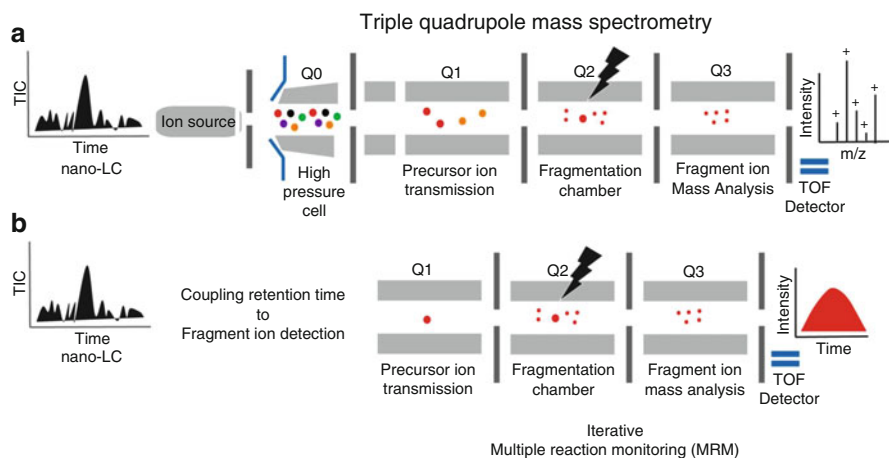 Triple quadrupole mass spectrometry
a
TIC
Time
nano-LC
Ion source
Q0
High
pressure
cell
Q1
Precursor ion
transmission
Q2
Fragmentation
chamber
Q3
Fragment ion
Mass Analysis
Intensity
+
+
+
+
+
m/z
TOF
Detector
b
TIC
Time
nano-LC
Coupling retention time
to
Fragment ion detection
Q1
Precursor ion
transmission
Q2
Fragmentation
chamber
Q3
Fragment ion
mass analysis
Intensity
Time
TOF
Detector
Iterative
Multiple reaction monitoring (MRM)